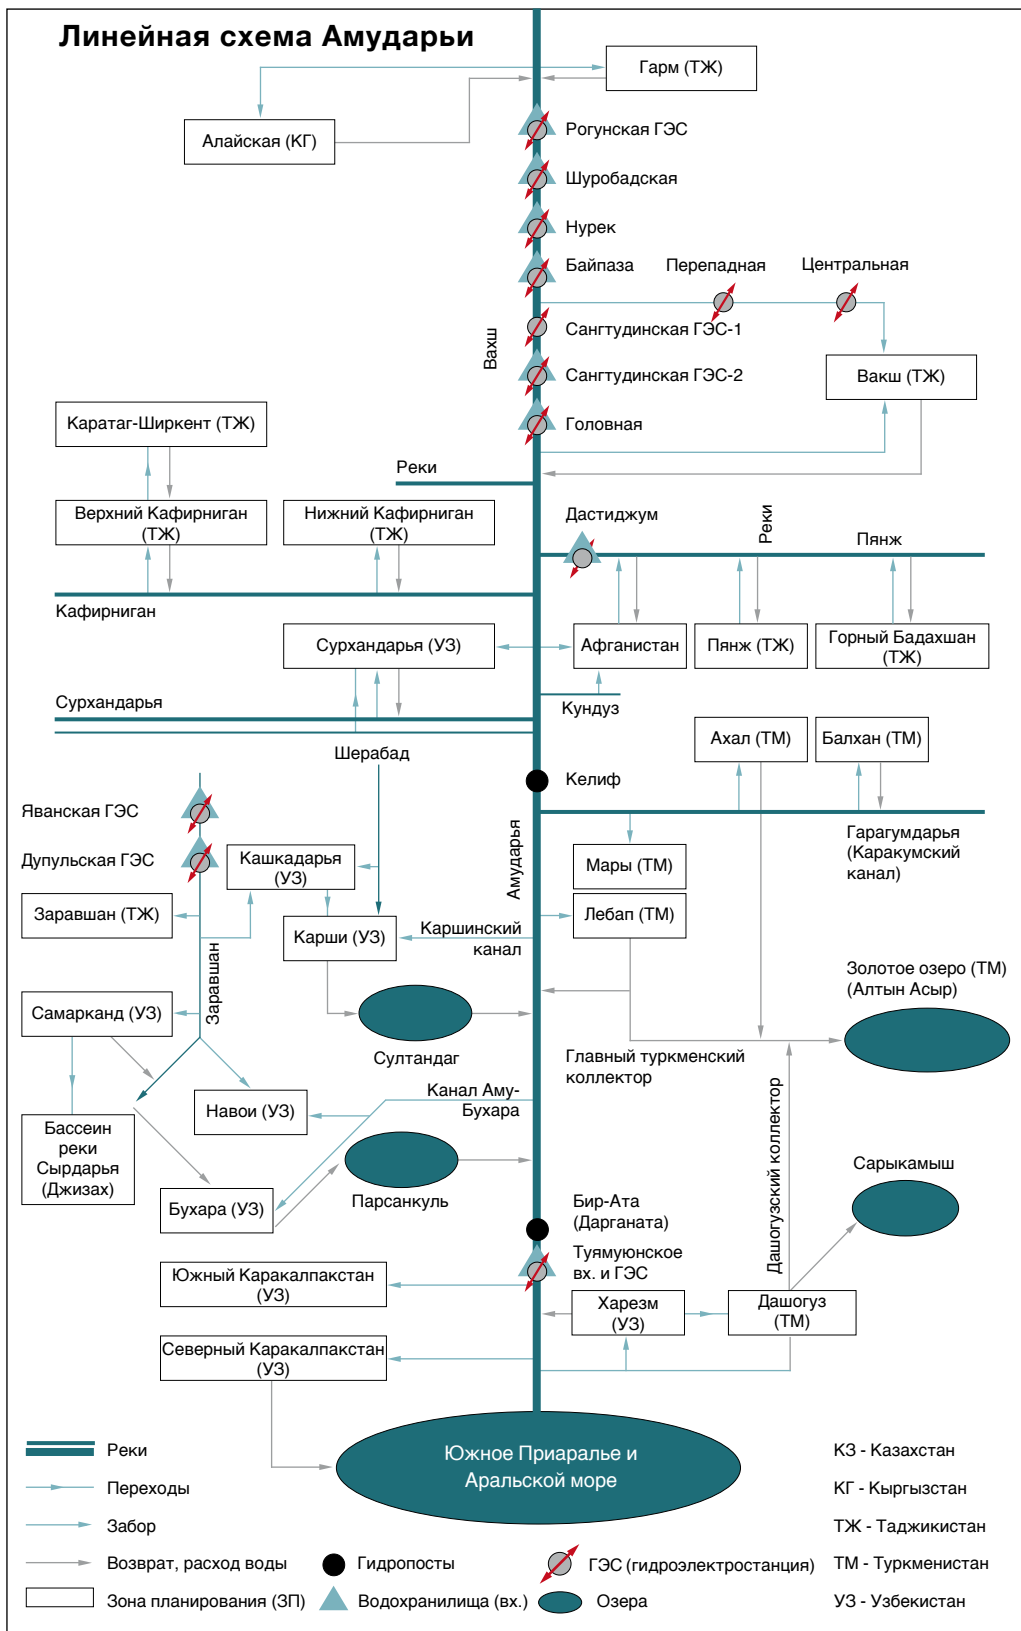 Линейная схема Амударьи
Гарм (ТЖ)
Алайская (КГ)
Рогунская ГЭС
Шуробадская
Нурек
Байпаза
Перепадная
Центральная
Сангтудинская ГЭС-1
Вахш
Сангтудинская ГЭС-2
Вакш (ТЖ)
Головная
Каратаг-Ширкент (ТЖ)
Реки
Верхний Кафирниган
(ТЖ)
Нижний Кафирниган
(ТЖ)
Дастиджум
Реки
Пянж
Кафирниган
Сурхандарья (УЗ)
Афганистан
Пянж (ТЖ)
Горный Бадахшан
(ТЖ)
Сурхандарья
Кундуз
Шерабад
Ахал (ТМ)
Балхан (ТМ)
Келиф
Яванская ГЭС
Дупульская ГЭС
Кашкадарья
(УЗ)
Амударья
Мары (ТМ)
Гарагумдарья
(Каракумский
канал)
Заравшан (ТЖ)
Карши (УЗ)
Каршинский
канал
Лебап (ТМ)
Заравшан
Самарканд (УЗ)
Султандаг
Золотое озеро (ТМ)
(Алтын Асыр)
Главный туркменский
коллектор
Навои (УЗ)
Канал Аму-
Бухара
Бассеин
реки
Сырдарья
(Джизах)
Бухара (УЗ)
Парсанкуль
Дашогузский коллектор
Сарыкамыш
Бир-Ата
(Дарганата)
Туямуюнское
вх. и ГЭС
Южный Каракалпакстан
(УЗ)
Харезм
(УЗ)
Дашогуз
(ТМ)
Северный Каракалпакстан
(УЗ)
Южное Приаралье и
Аральской море
Реки
Переходы
Забор
Возврат, расход воды
Зона планирования (ЗП)
Гидропосты
Водохранилища (вх.)
ГЭС (гидроэлектростанция)
Озера
КЗ - Казахстан
КГ - Кыргызстан
ТЖ - Таджикистан
ТМ - Туркменистан
УЗ - Узбекистан